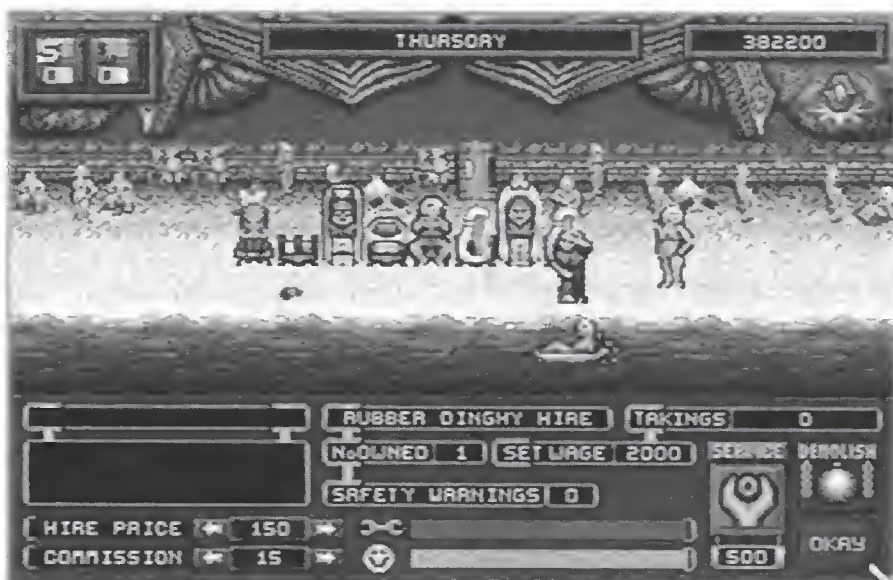 THURSDAY
382200
RUBBER DINGHY HIRE
TAKINGS 0
No OWNED 1
SET WAGE 2000
SERVICE
DEMOLISH
SAFETY WARNINGS 0
HIRE PRICE 150
COMMISSION 15
500
OKAY